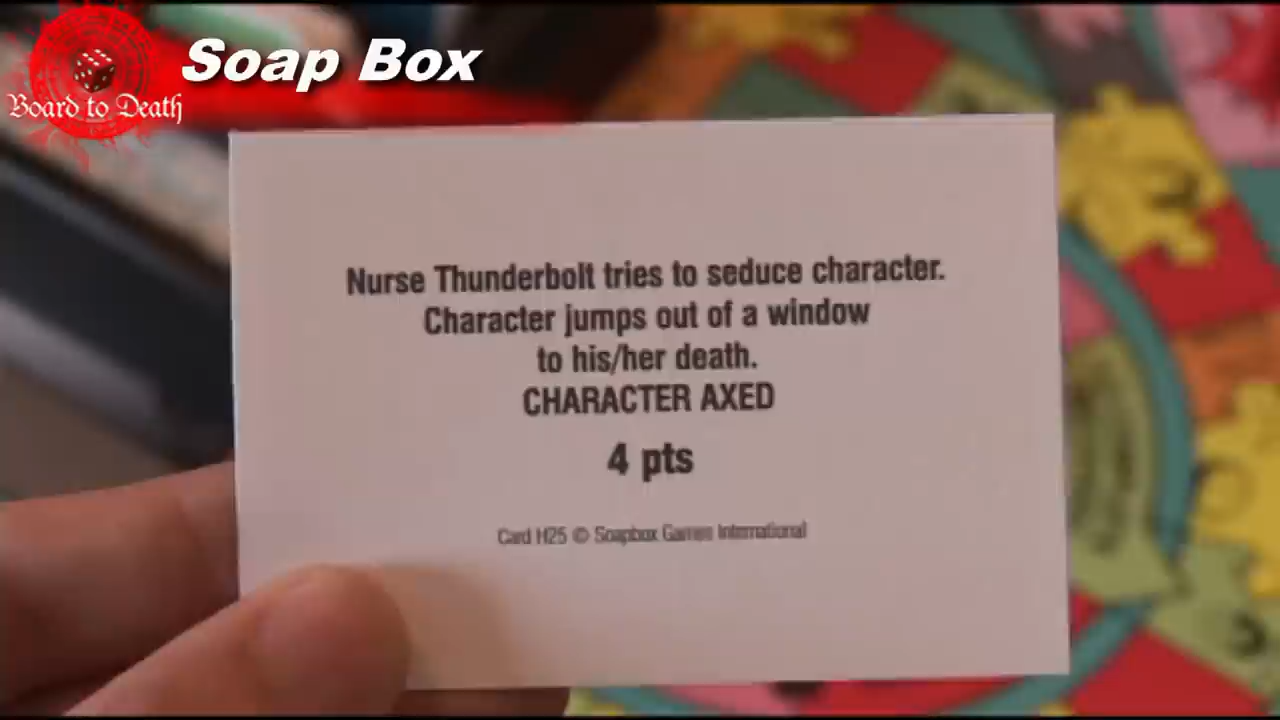 Soap Box
Board to Death
Nurse Thunderbolt tries to seduce character.
Character jumps out of a window
to his/her death.
CHARACTER AXED
4 pts
Card H25 © Soapbox Games International